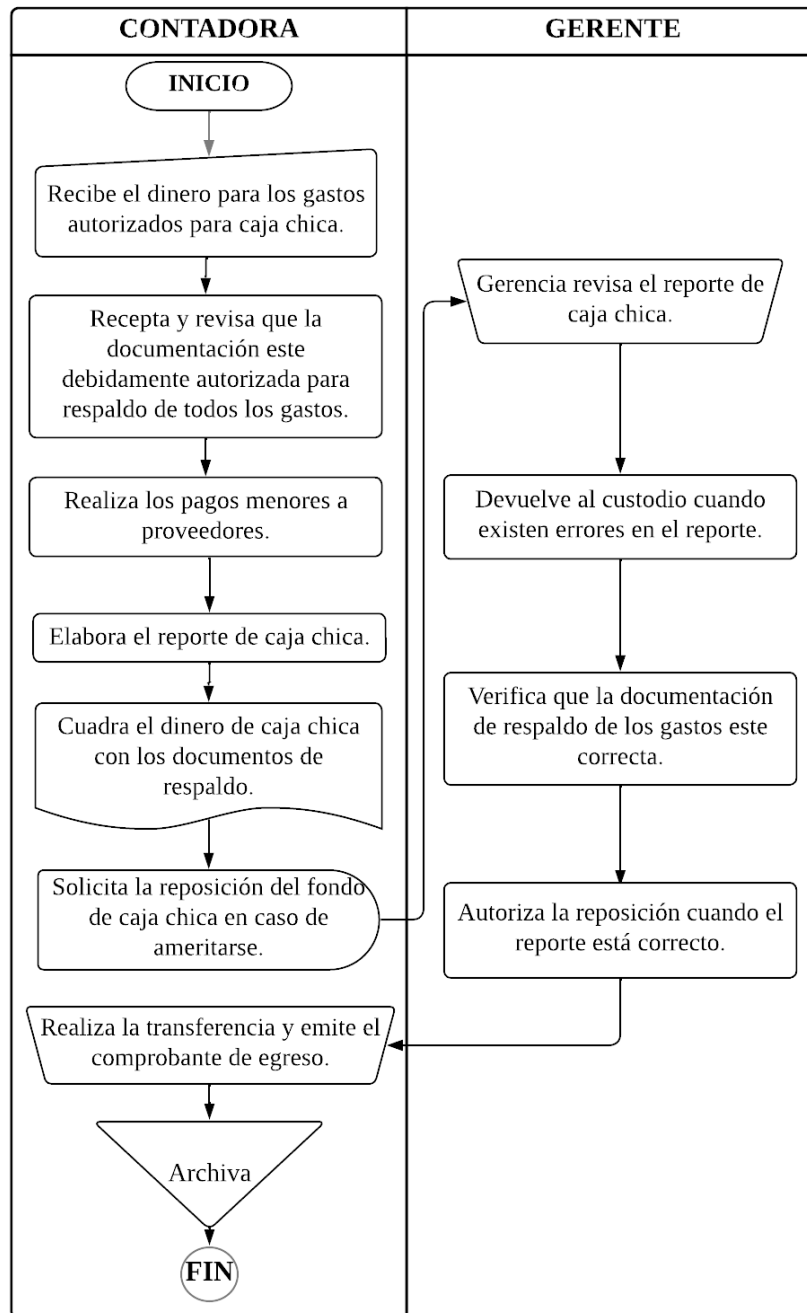 CONTADORA
GERENTE
INICIO
Recibe el dinero para los gastos
autorizados para caja chica.
Recepta y revisa que la
documentación este
debidamente autorizada para
respaldo de todos los gastos.
Realiza los pagos menores a
proveedores.
Elabora el reporte de caja chica.
Cuadra el dinero de caja chica
con los documentos de
respaldo.
Solicita la reposición del fondo
de caja chica en caso de
ameritarse.
Gerencia revisa el reporte de
caja chica.
Devuelve al custodio cuando
existen errores en el reporte.
Verifica que la documentación
de respaldo de los gastos este
correcta.
Autoriza la reposición cuando el
reporte está correcto.
Realiza la transferencia y emite el
comprobante de egreso.
Archiva
FIN